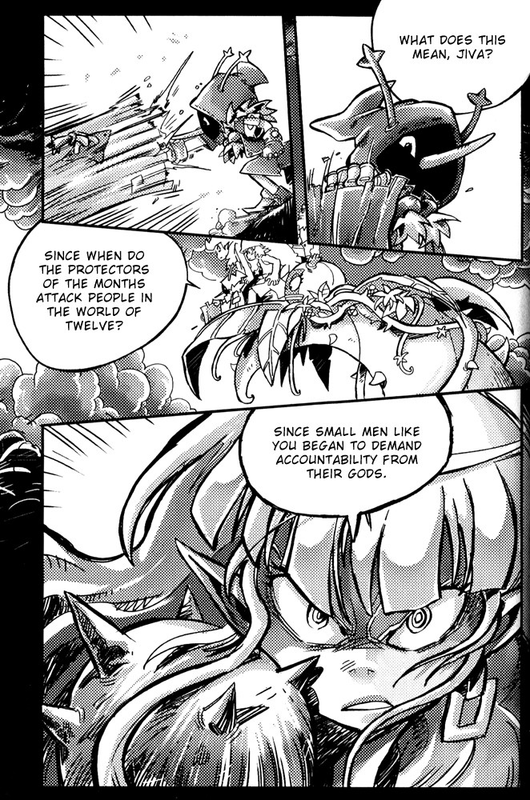 WHAT DOES THIS
MEAN, JIVA?
SINCE WHEN DO
THE PROTECTORS
OF THE MONTHS
ATTACK PEOPLE IN
THE WORLD OF
TWELVE?
SINCE SMALL MEN LIKE
YOU BEGAN TO DEMAND
ACCOUNTABILITY FROM
THEIR GODS.